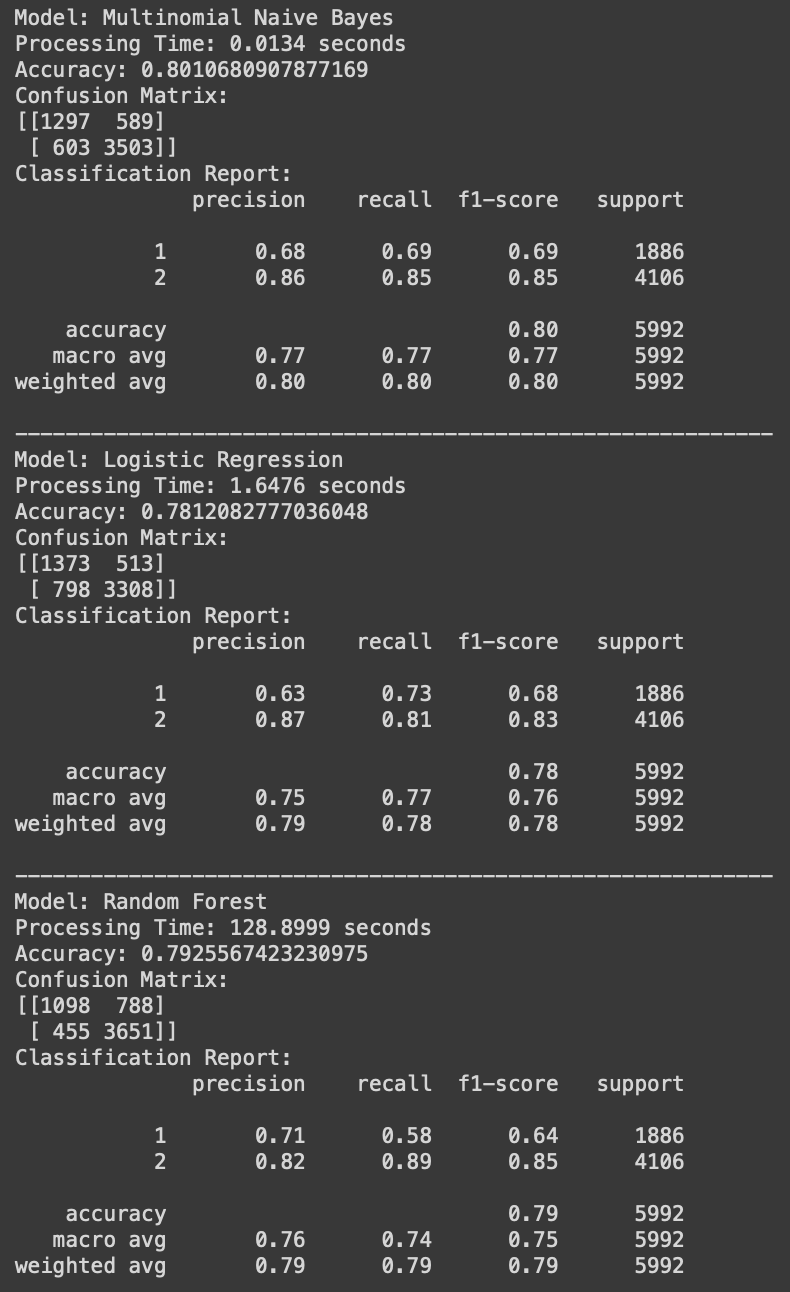 Model: Multinomial Naive Bayes
Processing Time: 0.0134 seconds
Accuracy: 0.8010680907877169
Confusion Matrix:
[[1297  589]
 [ 603 3503]]
Classification Report:
              precision    recall  f1-score   support

           1       0.68      0.69      0.69      1886
           2       0.86      0.85      0.85      4106

    accuracy                           0.80      5992
   macro avg       0.77      0.77      0.77      5992
weighted avg       0.80      0.80      0.80      5992

------------------------------------------------------------
Model: Logistic Regression
Processing Time: 1.6476 seconds
Accuracy: 0.7812082777036048
Confusion Matrix:
[[1373  513]
 [ 798 3308]]
Classification Report:
              precision    recall  f1-score   support

           1       0.63      0.73      0.68      1886
           2       0.87      0.81      0.83      4106

    accuracy                           0.78      5992
   macro avg       0.75      0.77      0.76      5992
weighted avg       0.79      0.78      0.78      5992

------------------------------------------------------------
Model: Random Forest
Processing Time: 128.8999 seconds
Accuracy: 0.7925567423230975
Confusion Matrix:
[[1098  788]
 [ 455 3651]]
Classification Report:
              precision    recall  f1-score   support

           1       0.71      0.58      0.64      1886
           2       0.82      0.89      0.85      4106

    accuracy                           0.79      5992
   macro avg       0.76      0.74      0.75      5992
weighted avg       0.79      0.79      0.79      5992